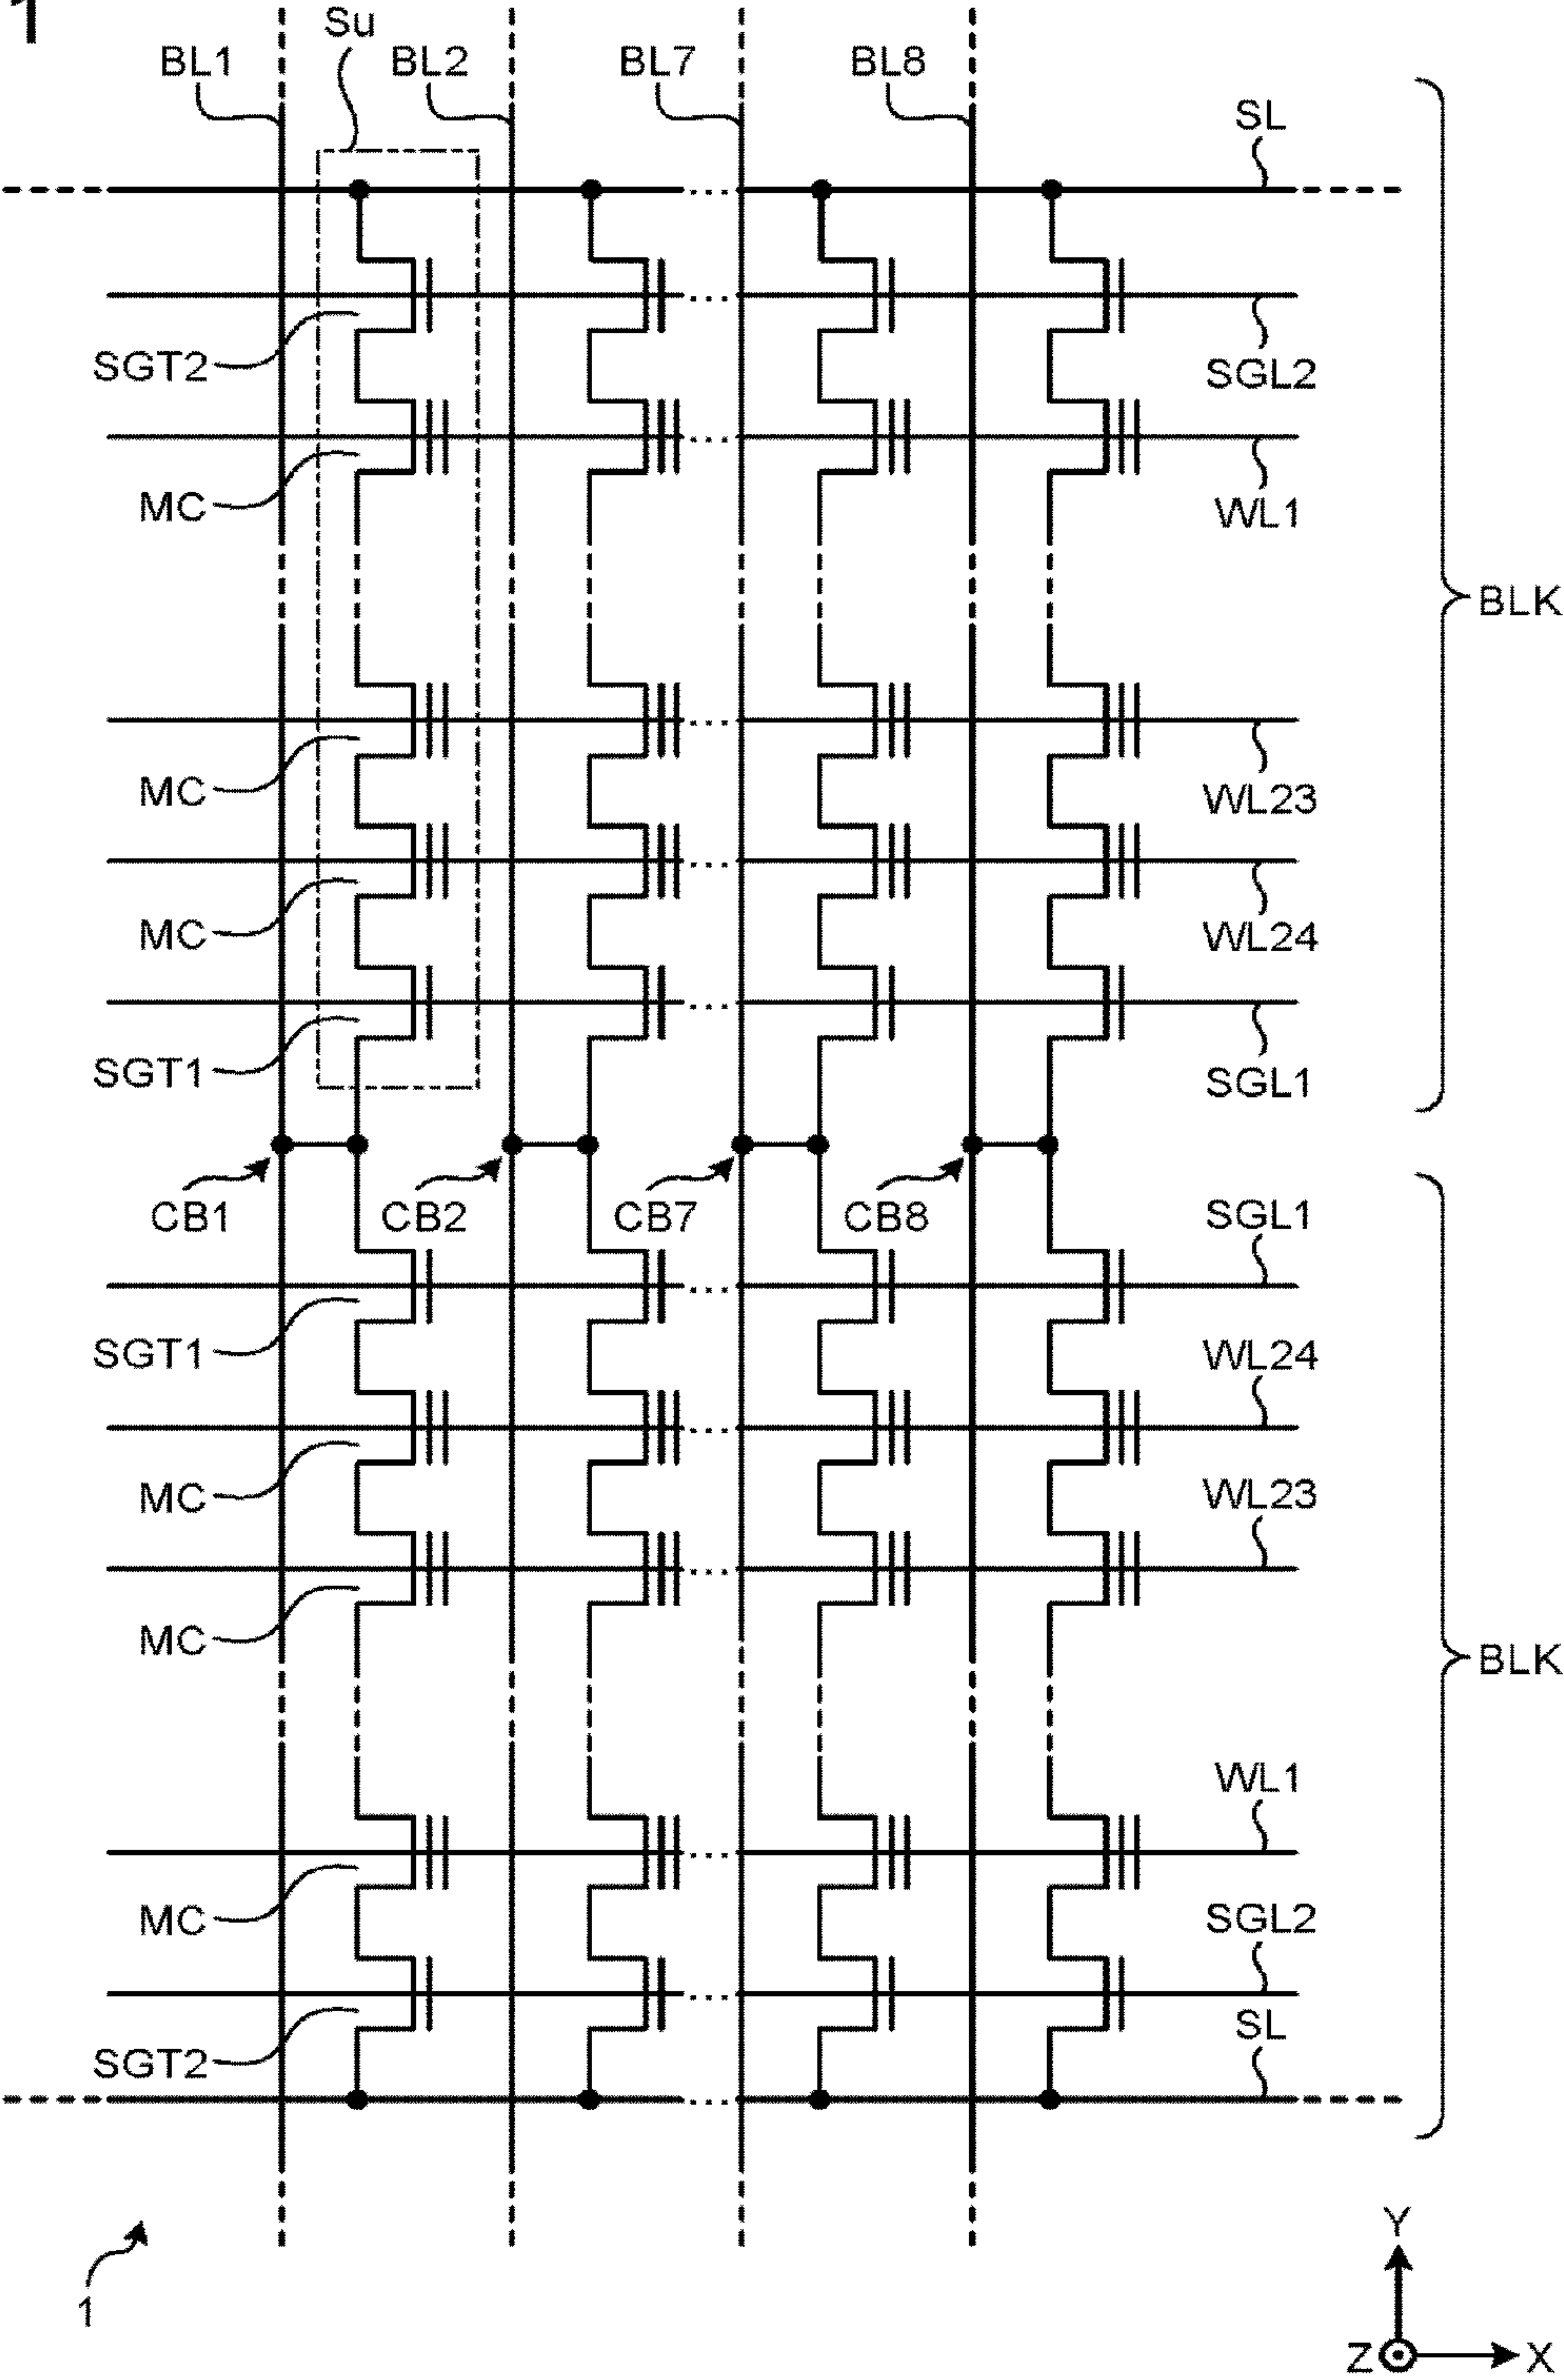 1
Su
BL1 BL2 BL7 BL8
SL
SGT2 SGL2
MC WL1
BLK
MC WL23
MC WL24
SGT1 SGL1
CB1 CB2 CB7 CB8
SGL1
SGT1 WL24
MC WL23
MC
BLK
WL1
MC SGL2
SGT2 SL
Y
1
Z X